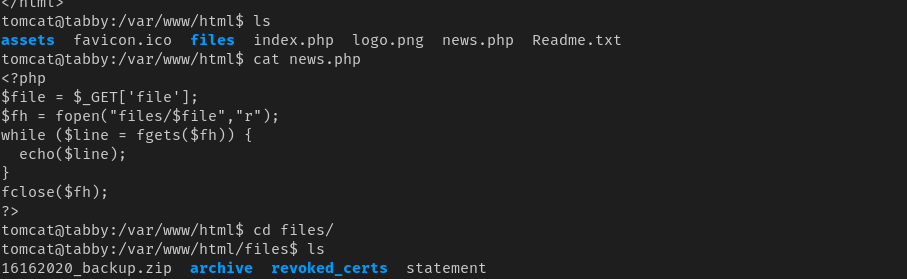 </html>
tomcat@tabby:/var/www/html$ ls
assets favicon.ico files index.php logo.png news.php Readme.txt
tomcat@tabby:/var/www/html$ cat news.php
<?php
$file = $_GET['file'];
$fh = fopen("files/$file","r");
while ($line = fgets($fh)) {
  echo($line);
}
fclose($fh);
?>
tomcat@tabby:/var/www/html$ cd files/
tomcat@tabby:/var/www/html/files$ ls
16162020_backup.zip archive revoked_certs statement